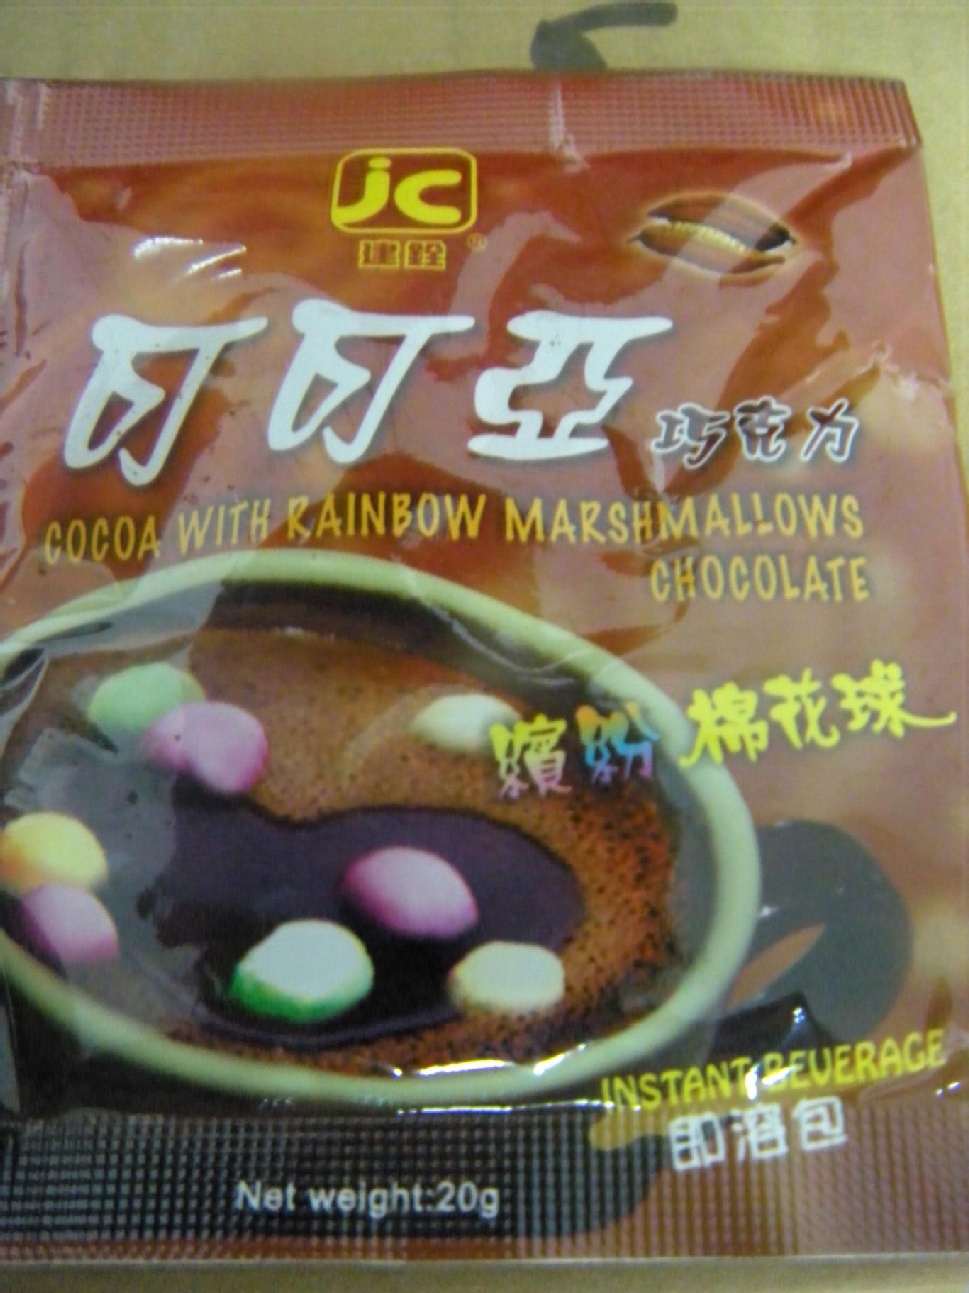 jc
建銓®
可可亞 巧克力
COCOA WITH RAINBOW MARSHMALLOWS
CHOCOLATE
繽紛棉花球
INSTANT BEVERAGE
即溶包
Net weight:20g